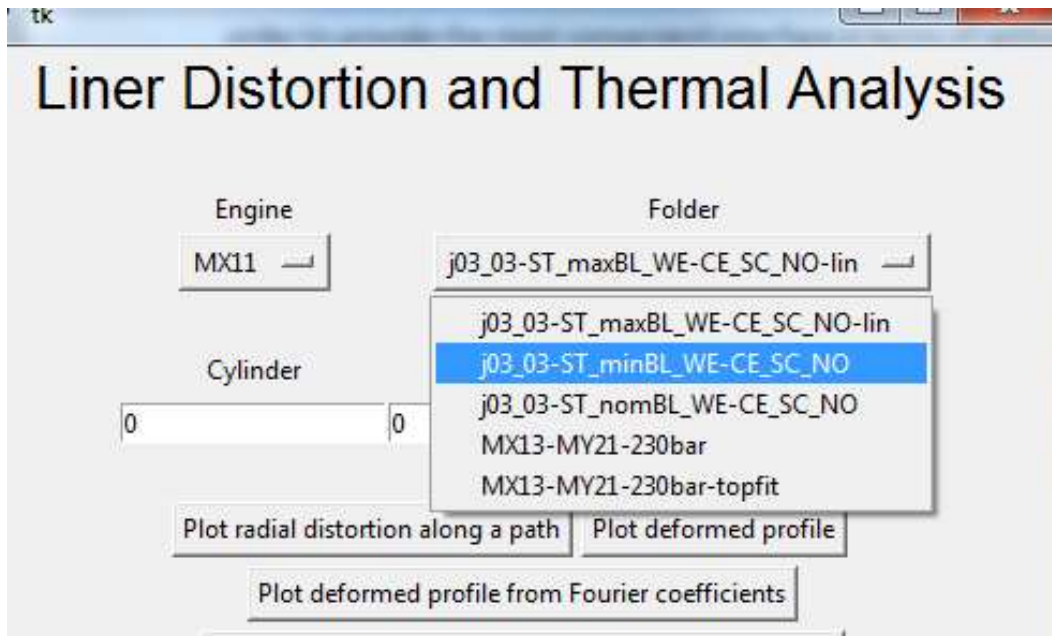 tk
Liner Distortion and Thermal Analysis
Engine Folder
MX11 j03_03-ST_maxBL_WE-CE_SC_NO-lin
j03_03-ST_maxBL_WE-CE_SC_NO-lin
j03_03-ST_minBL_WE-CE_SC_NO
j03_03-ST_nomBL_WE-CE_SC_NO
MX13-MY21-230bar
MX13-MY21-230bar-topfit
Cylinder
0 0
Plot radial distortion along a path Plot deformed profile
Plot deformed profile from Fourier coefficients